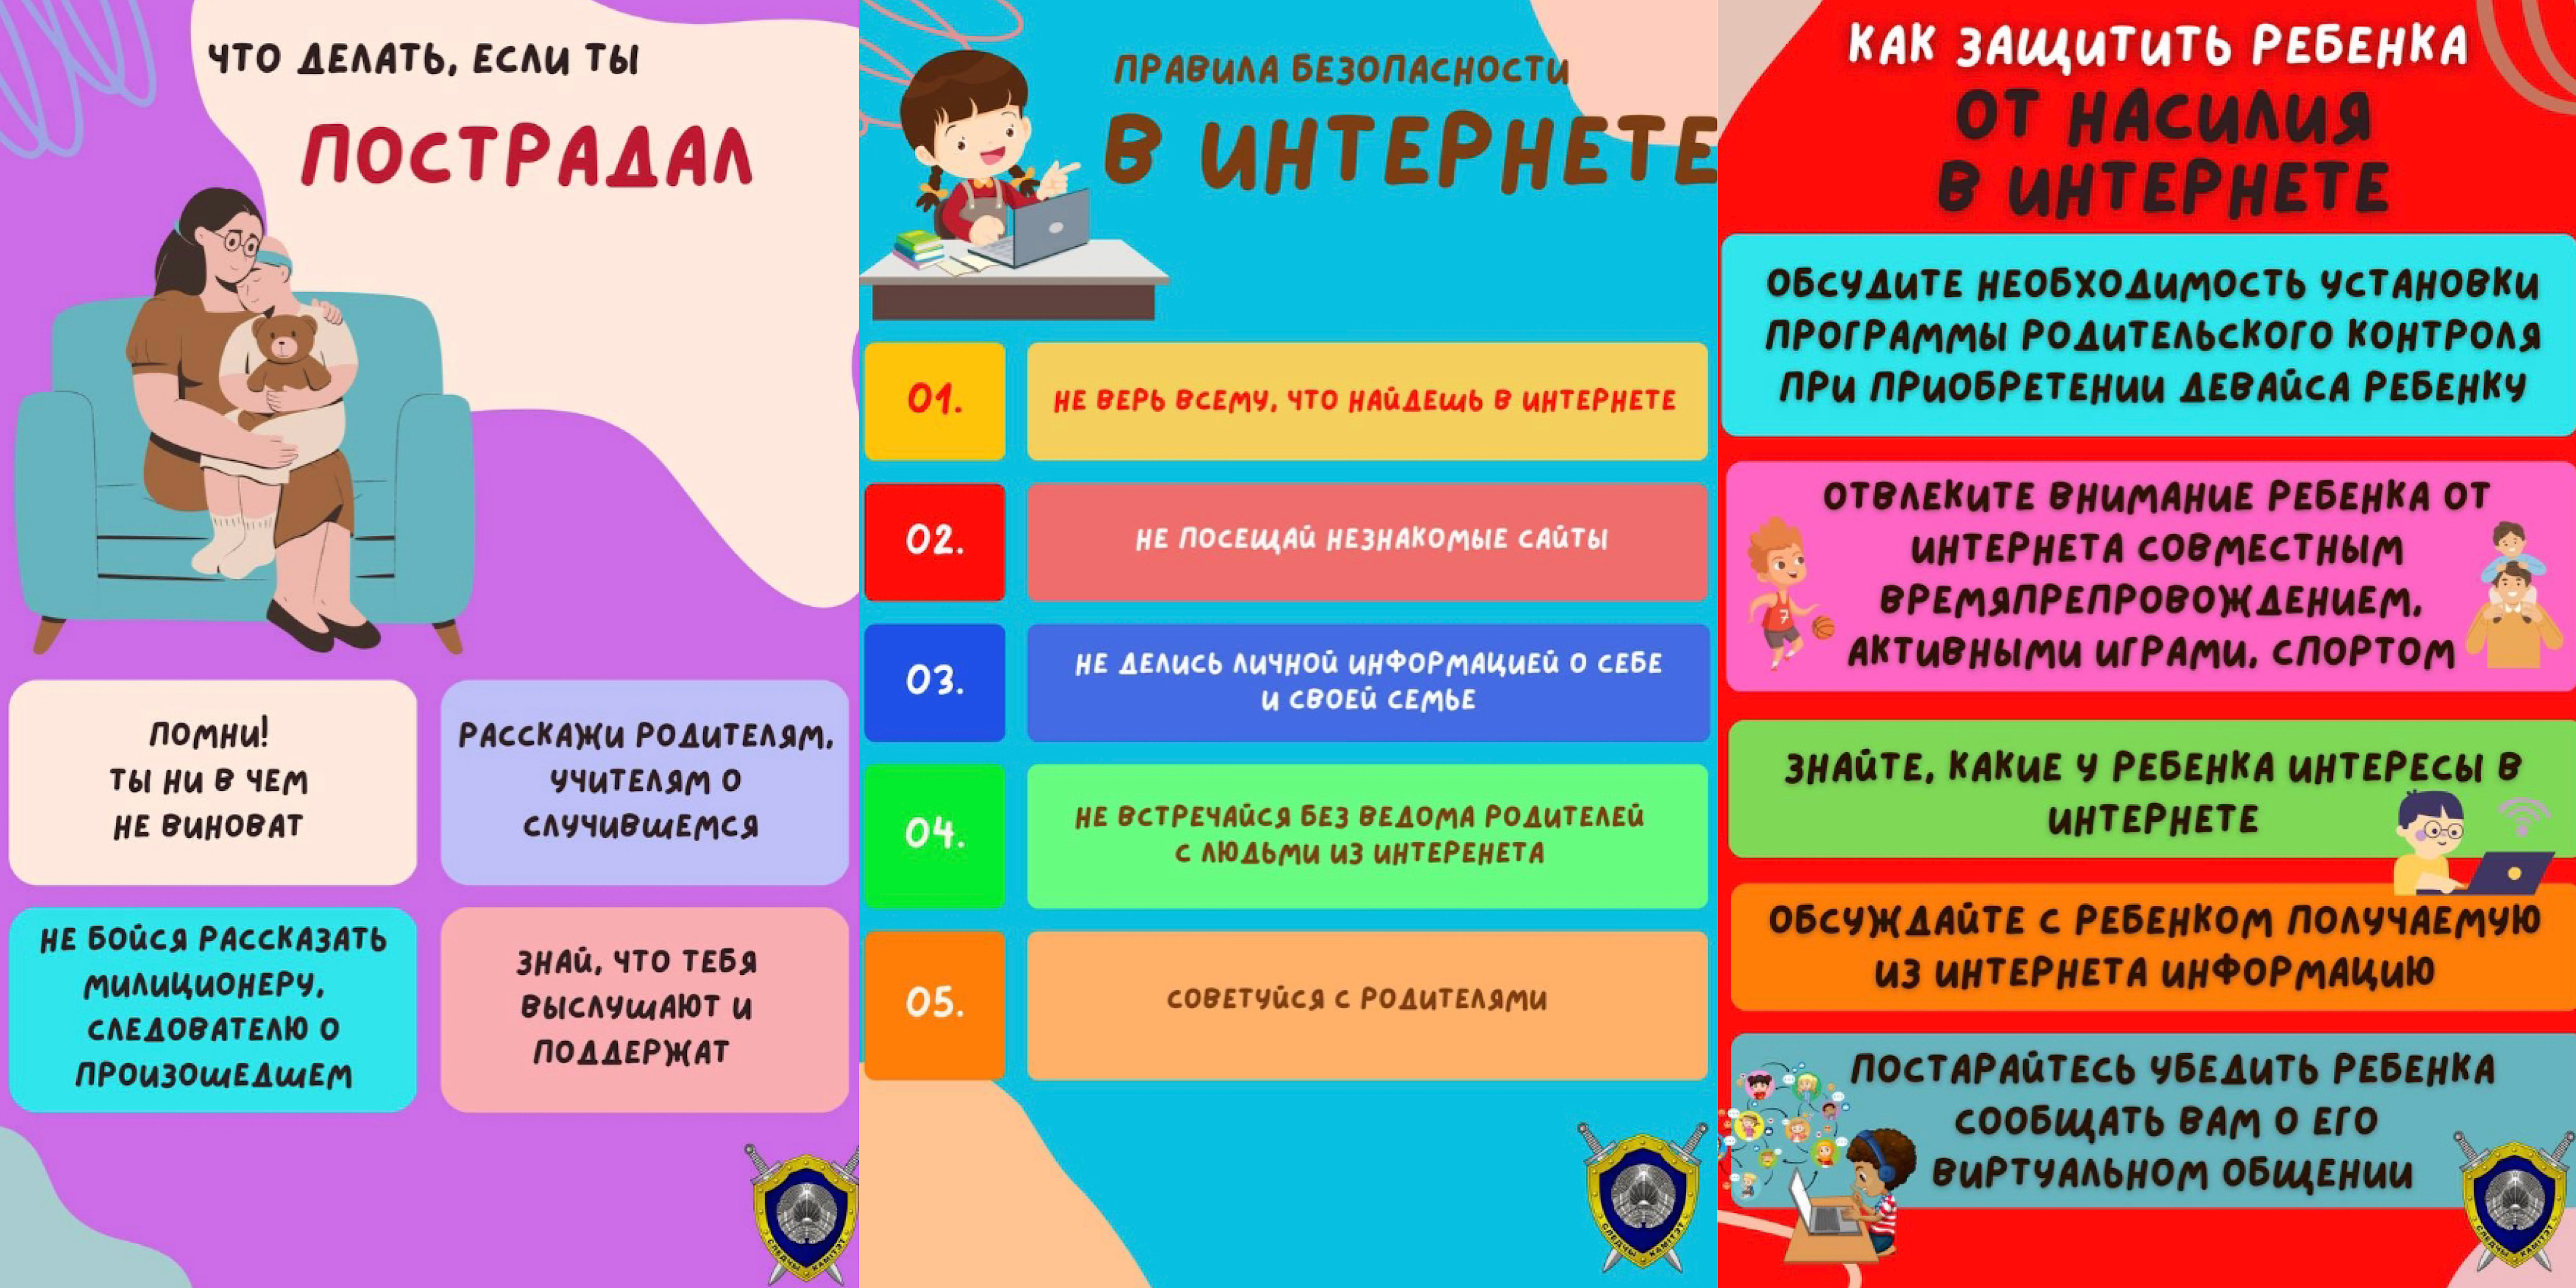 ЧТО ДЕЛАТЬ, ЕСЛИ ТЫ
ПОСТРАДАЛ
ПОМНИ!
ТЫ НИ В ЧЕМ
НЕ ВИНОВАТ
РАССКАЖИ РОДИТЕЛЯМ,
УЧИТЕЛЯМ О
СЛУЧИВШЕМСЯ
НЕ БОЙСЯ РАССКАЗАТЬ
МИЛИЦИОНЕРУ,
СЛЕДОВАТЕЛЮ О
ПРОИЗОШЕДШЕМ
ЗНАЙ, ЧТО ТЕБЯ
ВЫСЛУШАЮТ И
ПОДДЕРЖАТ
СЛЕДЧЫ КАМІТЭТ
ПРАВИЛА БЕЗОПАСНОСТИ
В ИНТЕРНЕТЕ
01.
НЕ ВЕРЬ ВСЕМУ, ЧТО НАЙДЕШЬ В ИНТЕРНЕТЕ
02.
НЕ ПОСЕЩАЙ НЕЗНАКОМЫЕ САЙТЫ
03.
НЕ ДЕЛИСЬ ЛИЧНОЙ ИНФОРМАЦИЕЙ О СЕБЕ
И СВОЕЙ СЕМЬЕ
04.
НЕ ВСТРЕЧАЙСЯ БЕЗ ВЕДОМА РОДИТЕЛЕЙ
С ЛЮДЬМИ ИЗ ИНТЕРЕНЕТА
05.
СОВЕТУЙСЯ С РОДИТЕЛЯМИ
СЛЕДЧЫ КАМІТЭТ
КАК ЗАЩИТИТЬ РЕБЕНКА
ОТ НАСИЛИЯ
В ИНТЕРНЕТЕ
ОБСУДИТЕ НЕОБХОДИМОСТЬ УСТАНОВКИ
ПРОГРАММЫ РОДИТЕЛЬСКОГО КОНТРОЛЯ
ПРИ ПРИОБРЕТЕНИИ ДЕВАЙСА РЕБЕНКУ
ОТВЛЕКИТЕ ВНИМАНИЕ РЕБЕНКА ОТ
ИНТЕРНЕТА СОВМЕСТНЫМ
ВРЕМЯПРЕПРОВОЖДЕНИЕМ,
АКТИВНЫМИ ИГРАМИ, СПОРТОМ
7
ЗНАЙТЕ, КАКИЕ У РЕБЕНКА ИНТЕРЕСЫ В
ИНТЕРНЕТЕ
ОБСУЖДАЙТЕ С РЕБЕНКОМ ПОЛУЧАЕМУЮ
ИЗ ИНТЕРНЕТА ИНФОРМАЦИЮ
ПОСТАРАЙТЕСЬ УБЕДИТЬ РЕБЕНКА
СООБЩАТЬ ВАМ О ЕГО
ВИРТУАЛЬНОМ ОБЩЕНИИ
СЛЕДЧЫ КАМІТЭТ